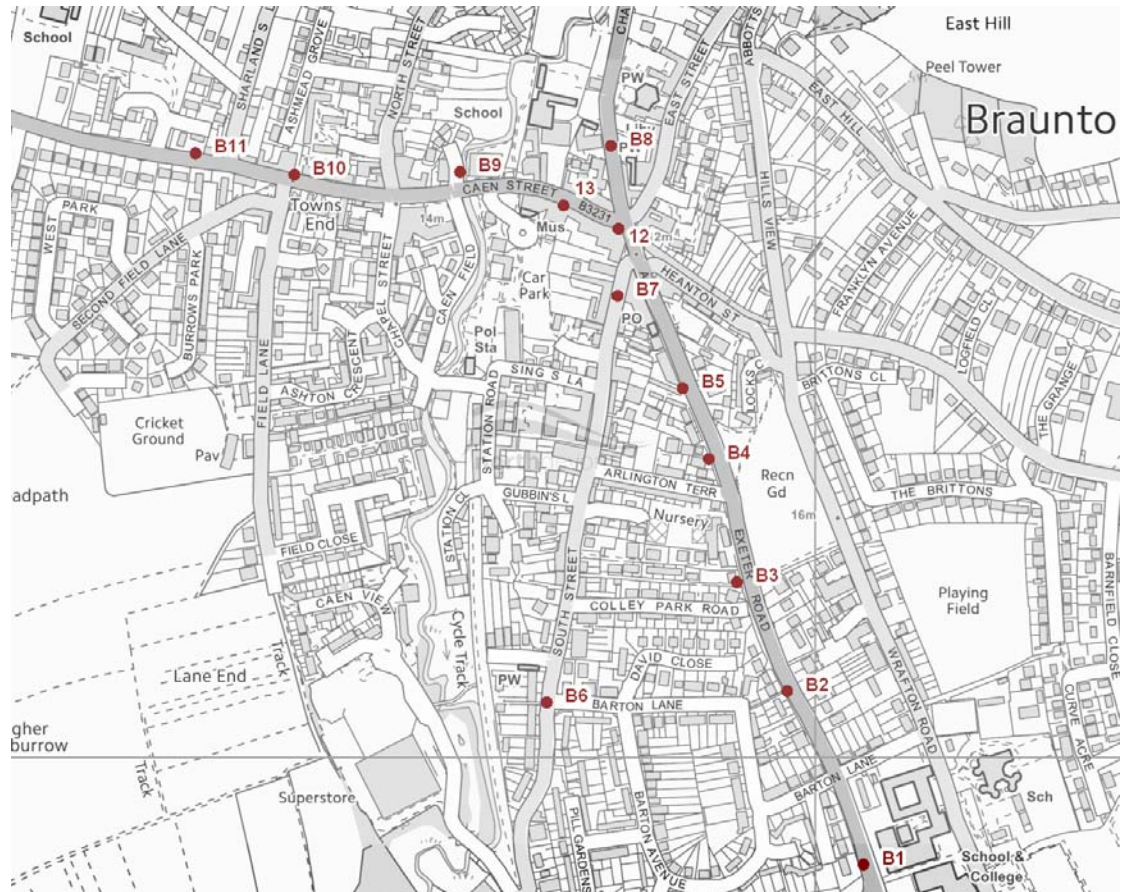 School
SHARLAND S
ASHMEAD GROVE
NORTH STREET
School
CHA
PW
EAST STREET
ABBOTTS
East Hill
Peel Tower
EAST HILL
Braunto
B11
B10
B9
B8
CAEN STREET
13
B3231
12
2m
Towns
End
14m
Mus
HILLS VIEW
FRANKLYN AVENUE
WEST
PARK
SECOND FIELD LANE
BURROWS PARK
FIELD LANE
CHAPEL STREET
CAEN FIELD
Car
Park
B7
PO
HEANTON ST
LOGFIELD CL
THE GRANGE
Pol
Sta
SING S LA
B5
LOCKS C
BRITTONS CL
ASHTON CRESCENT
Cricket
Ground
Pav
STATION ROAD
B4
Recn
Gd
adpath
ARLINGTON TERR
GUBBIN'S L
THE BRITTONS
Nursery
16m
STATION CL
FIELD CLOSE
EXETER ROAD
BARNFIELD CLOSE
CAEN VIEW
B3
COLLEY PARK ROAD
Playing
Field
SOUTH STREET
Cycle Track
Track
DAVID CLOSE
Lane End
PW
B6
BARTON LANE
B2
WRAFTON ROAD
CURVE ACRE
gher
burrow
Track
Superstore
BARTON LANE
Sch
PILL GARDENS
BARTON AVENUE
B1
School &
College